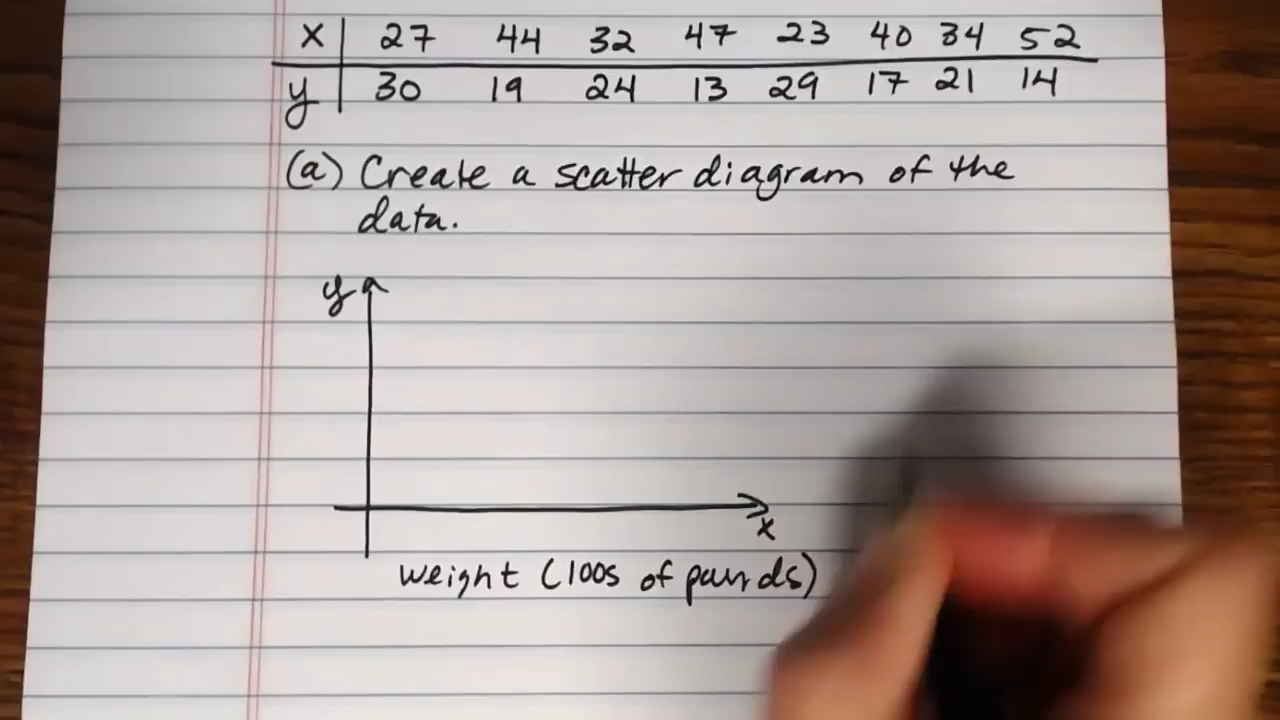 x 27 44 32 47 23 40 34 52
y 30 19 24 13 29 17 21 14
(a) Create a scatter diagram of the
data.
y
x
weight (100s of pounds)